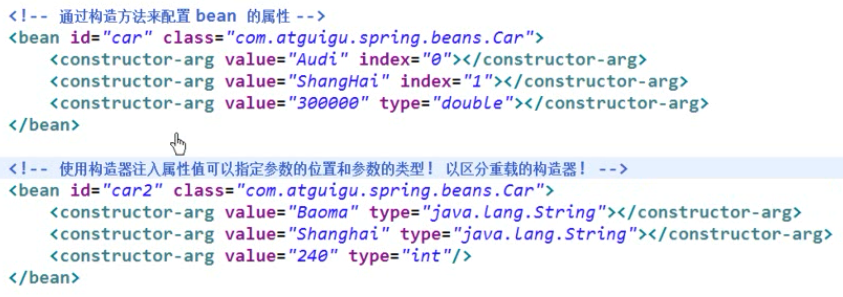 <!-- 通过构造方法来配置 bean 的属性 -->
<bean id="car" class="com.atguigu.spring.beans.Car">
    <constructor-arg value="Audi" index="0"></constructor-arg>
    <constructor-arg value="ShangHai" index="1"></constructor-arg>
    <constructor-arg value="300000" type="double"></constructor-arg>
</bean>
<!-- 使用构造器注入属性值可以指定参数的位置和参数的类型! 以区分重载的构造器! -->
<bean id="car2" class="com.atguigu.spring.beans.Car">
    <constructor-arg value="Baoma" type="java.lang.String"></constructor-arg>
    <constructor-arg value="Shanghai" type="java.lang.String"></constructor-arg>
    <constructor-arg value="240" type="int"/>
</bean>